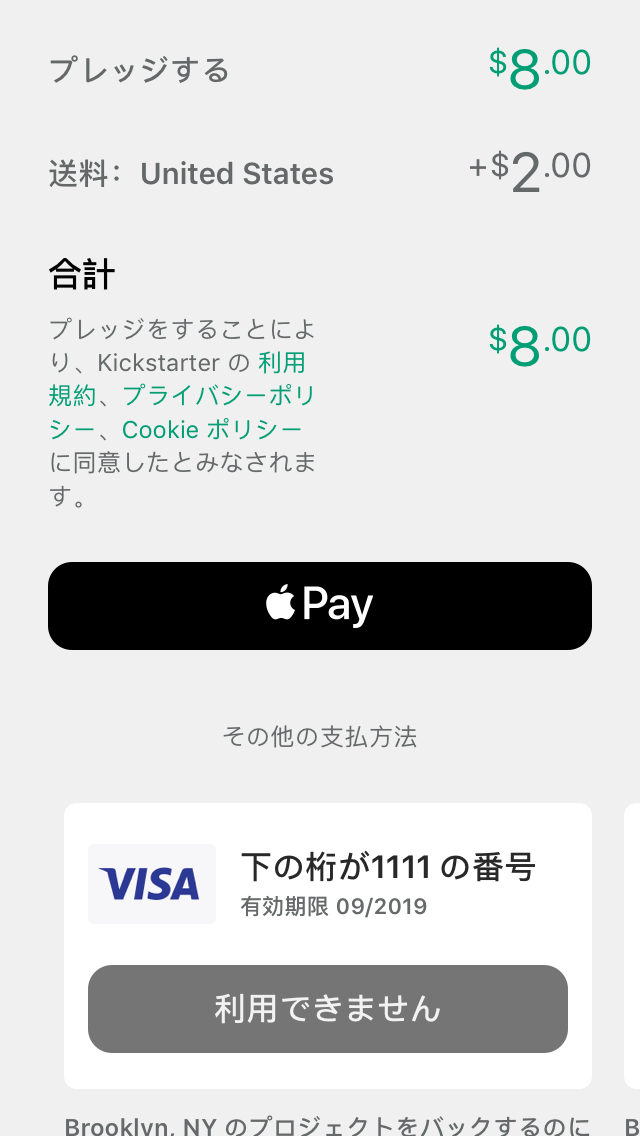 プレッジする $8.00
送料： United States +$2.00
合計
プレッジをすることによ
り、Kickstarter の 利用
規約、プライバシーポリ
シー、Cookie ポリシー
に同意したとみなされま
す。
$8.00
Pay
その他の支払方法
VISA
下の桁が1111 の番号
有効期限 09/2019
利用できません
Brooklyn, NY のプロジェクトをバックするのに
B